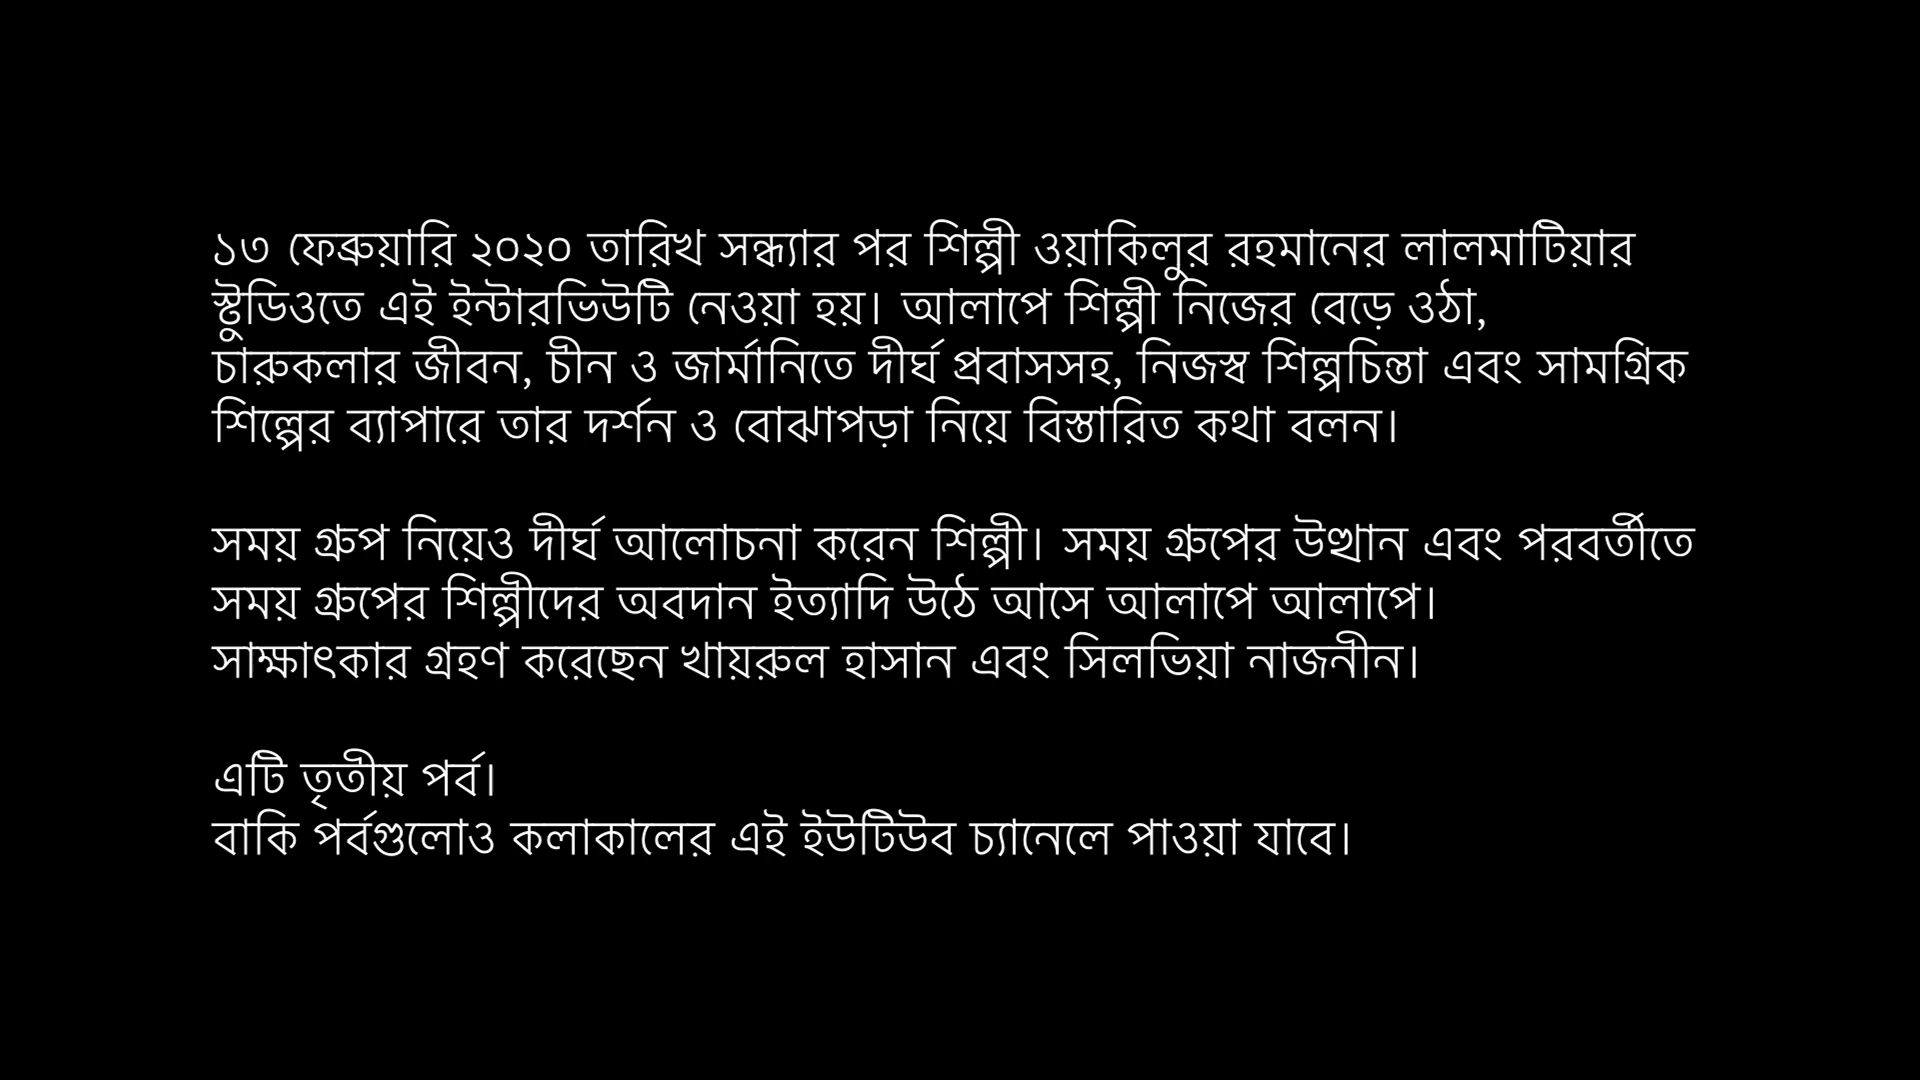 ১৩ ফেব্রুয়ারি ২০২০ তারিখ সন্ধ্যার পর শিল্পী ওয়াকিলুর রহমানের লালমাটিয়ার
স্টুডিওতে এই ইন্টারভিউটি নেওয়া হয়। আলাপে শিল্পী নিজের বেড়ে ওঠা,
চারুকলার জীবন, চীন ও জার্মানিতে দীর্ঘ প্রবাসসহ, নিজস্ব শিল্পচিন্তা এবং সামগ্রিক
শিল্পের ব্যাপারে তার দর্শন ও বোঝাপড়া নিয়ে বিস্তারিত কথা বলন।
সময় গ্রুপ নিয়েও দীর্ঘ আলোচনা করেন শিল্পী। সময় গ্রুপের উত্থান এবং পরবর্তীতে
সময় গ্রুপের শিল্পীদের অবদান ইত্যাদি উঠে আসে আলাপে আলাপে।
সাক্ষাৎকার গ্রহণ করেছেন খায়রুল হাসান এবং সিলভিয়া নাজনীন।
এটি তৃতীয় পর্ব।
বাকি পর্বগুলোও কলাকালের এই ইউটিউব চ্যানেলে পাওয়া যাবে।